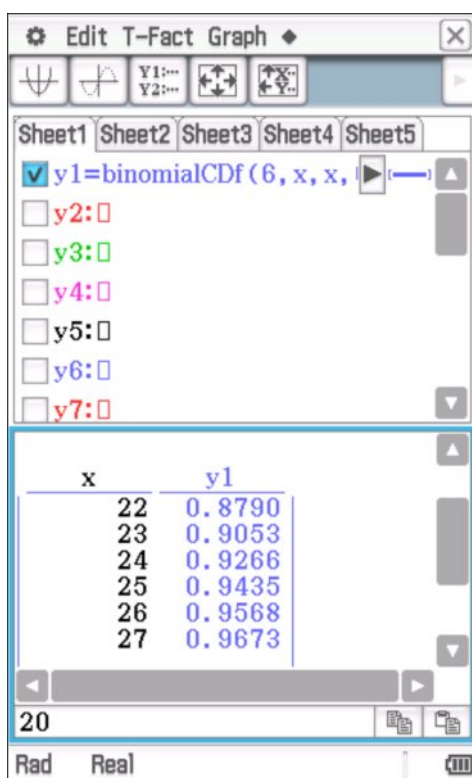 Edit T-Fact Graph ◆
Y1:···
Y2:···
Sheet1 Sheet2 Sheet3 Sheet4 Sheet5
y1=binomialCDf(6,x,x,
y2:▯
y3:▯
y4:▯
y5:▯
y6:▯
y7:▯
x y1
22 0.8790
23 0.9053
24 0.9266
25 0.9435
26 0.9568
27 0.9673
20
Rad Real